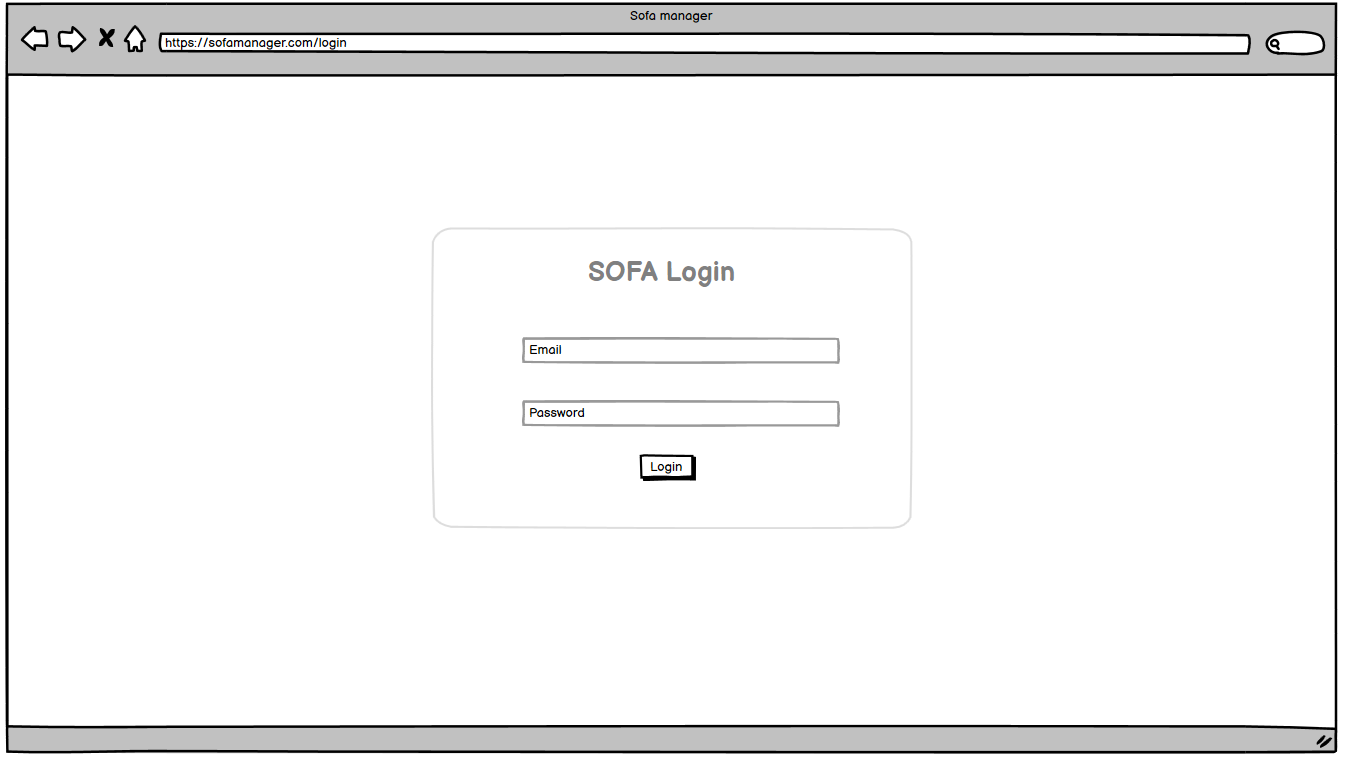 Sofa manager
https://sofamanager.com/login
SOFA Login
Email
Password
Login